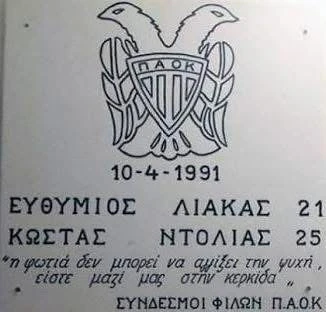 ΠΑΟΚ
10-4-1991
ΕΥΘΥΜΙΟΣ ΛΙΑΚΑΣ 21
ΚΩΣΤΑΣ ΝΤΟΛΙΑΣ 25
"η φωτιά δεν μπορεί να αγγίξει την ψυχή,
είστε μαζί μας στην κερκίδα„
ΣΥΝΔΕΣΜΟΙ ΦΙΛΩΝ Π.Α.Ο.Κ